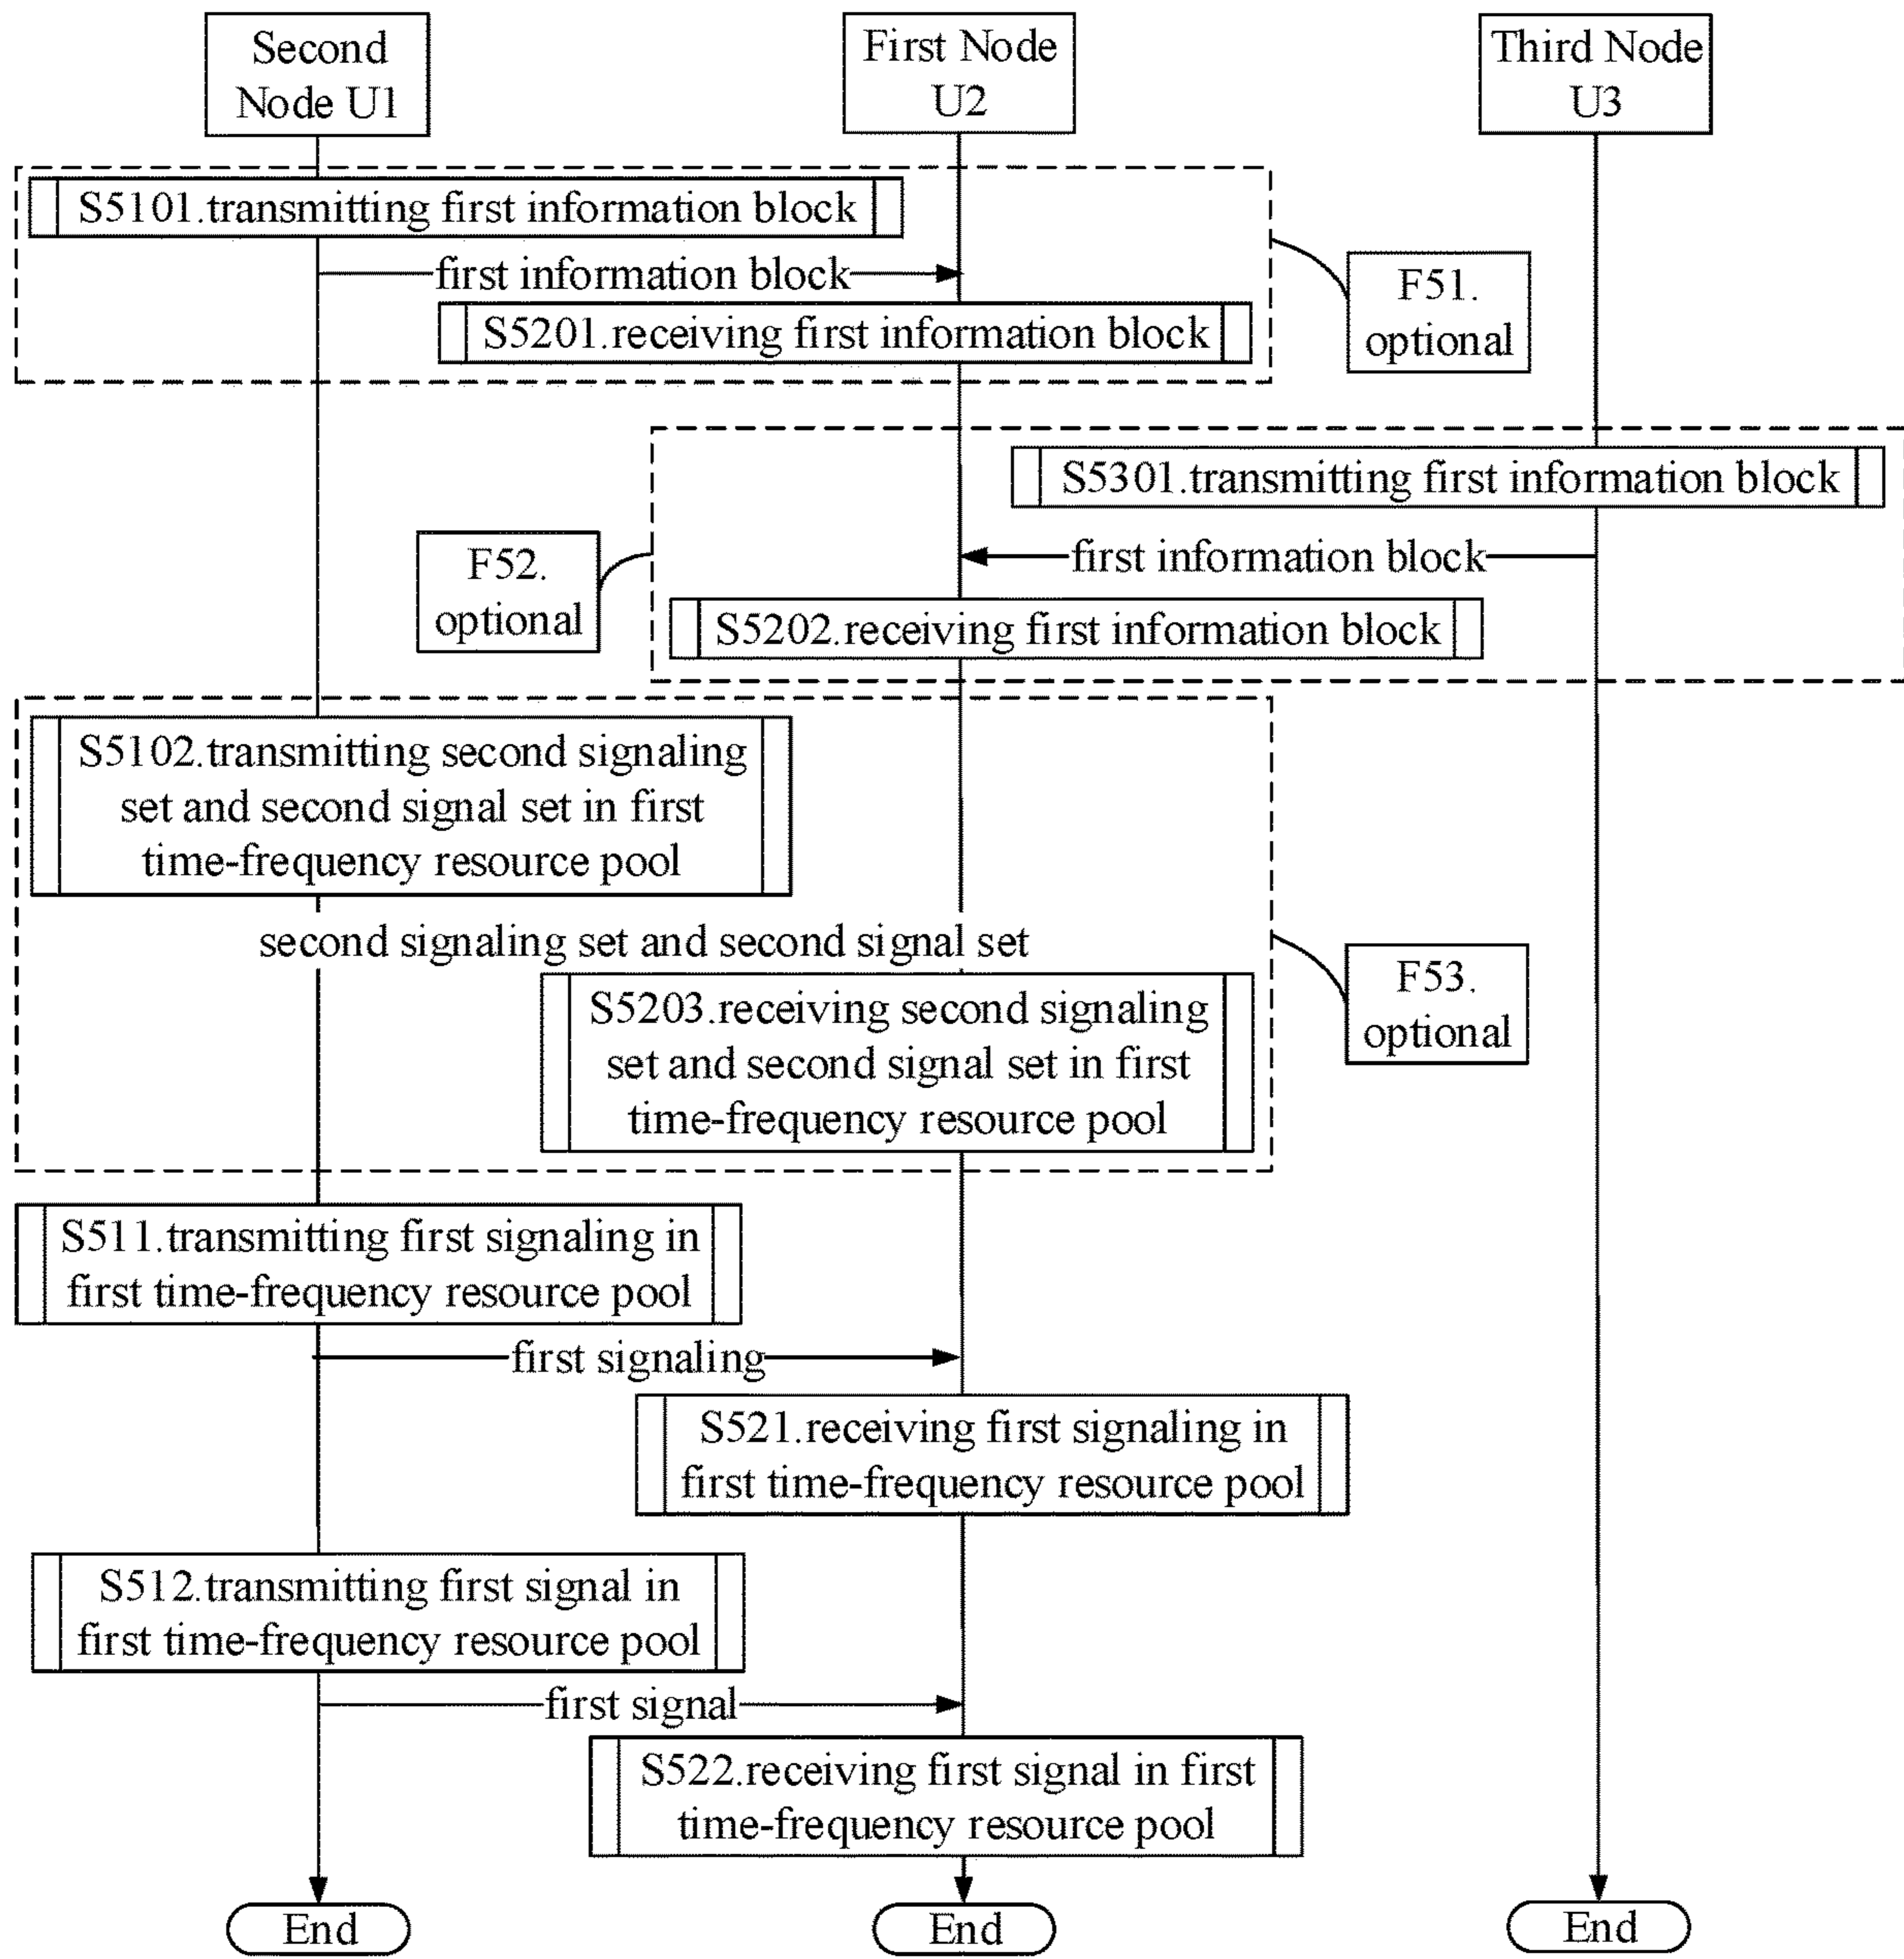 Second
Node U1
First Node
U2
Third Node
U3
S5101.transmitting first information block
first information block
S5201.receiving first information block
F51.
optional
S5301.transmitting first information block
first information block
F52.
optional
S5202.receiving first information block
S5102.transmitting second signaling
set and second signal set in first
time-frequency resource pool
second signaling set and second signal set
S5203.receiving second signaling
set and second signal set in first
time-frequency resource pool
F53.
optional
S511.transmitting first signaling in
first time-frequency resource pool
first signaling
S521.receiving first signaling in
first time-frequency resource pool
S512.transmitting first signal in
first time-frequency resource pool
first signal
S522.receiving first signal in first
time-frequency resource pool
End
End
End